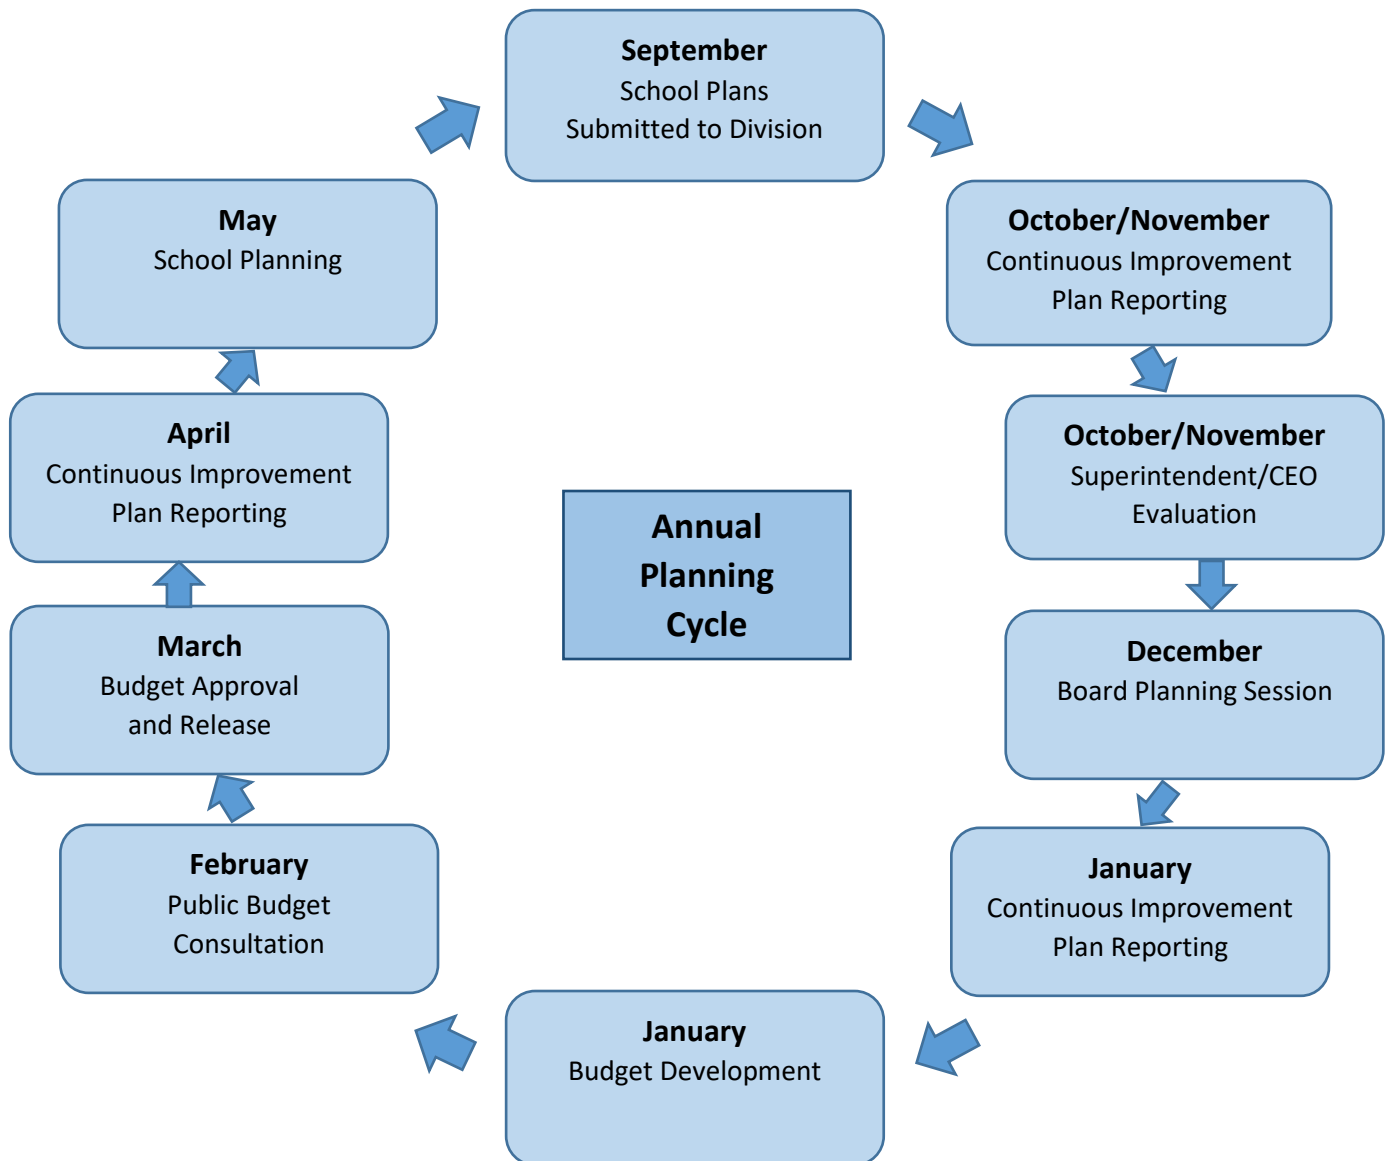 September
School Plans
Submitted to Division
October/November
Continuous Improvement
Plan Reporting
October/November
Superintendent/CEO
Evaluation
December
Board Planning Session
January
Continuous Improvement
Plan Reporting
January
Budget Development
February
Public Budget
Consultation
March
Budget Approval
and Release
April
Continuous Improvement
Plan Reporting
May
School Planning
Annual
Planning
Cycle